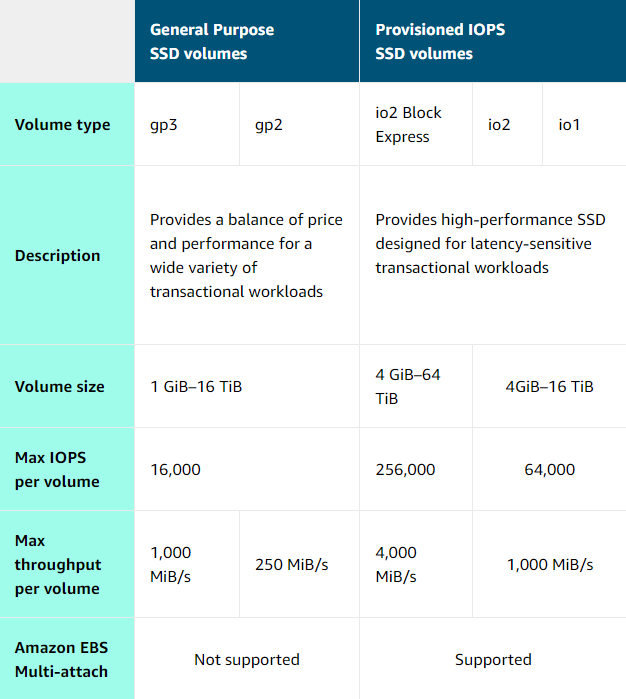 General Purpose
SSD volumes
Provisioned IOPS
SSD volumes
Volume type
gp3
gp2
io2 Block
Express
io2
io1
Description
Provides a balance of price
and performance for a
wide variety of
transactional workloads
Provides high-performance SSD
designed for latency-sensitive
transactional workloads
Volume size
1 GiB–16 TiB
4 GiB–64
TiB
4GiB–16 TiB
Max IOPS
per volume
16,000
256,000
64,000
Max
throughput
per volume
1,000
MiB/s
250 MiB/s
4,000
MiB/s
1,000 MiB/s
Amazon EBS
Multi-attach
Not supported
Supported